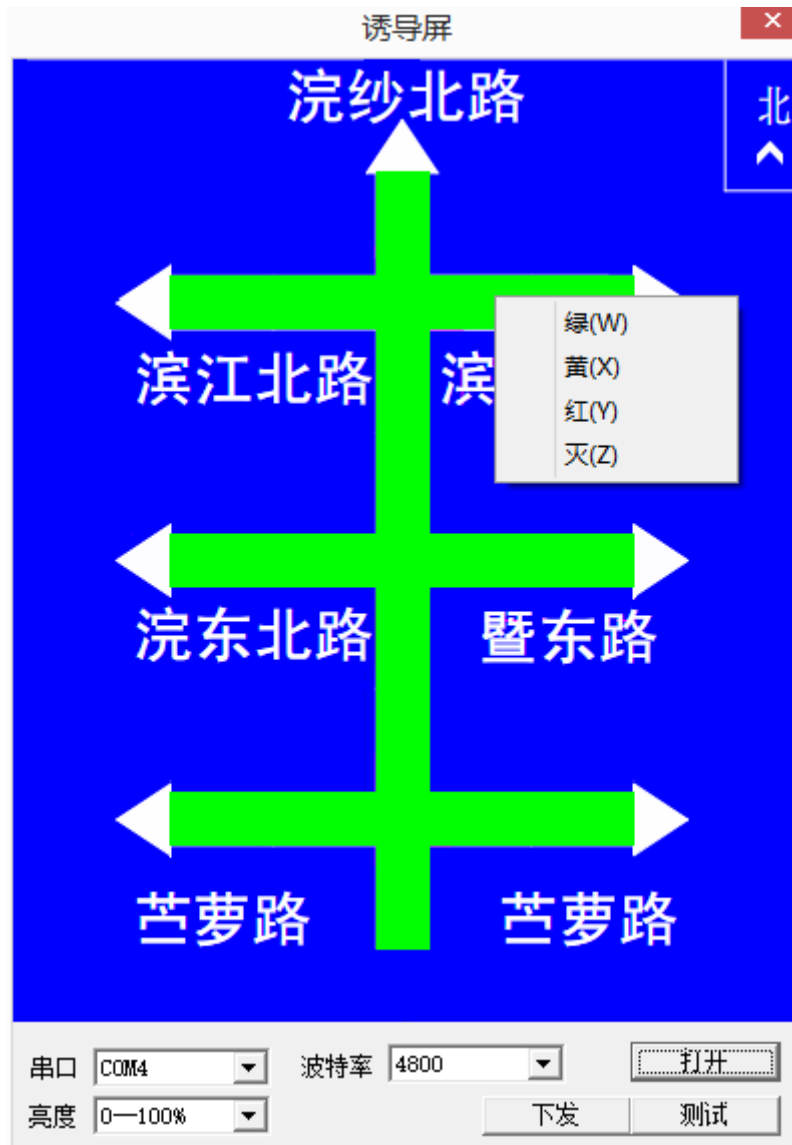 诱导屏
浣纱北路
北
绿(W)
黄(X)
红(Y)
灭(Z)
滨江北路
滨
浣东北路
暨东路
苎萝路
苎萝路
串口 COM4
波特率 4800
打开
亮度 0—100%
下发
测试